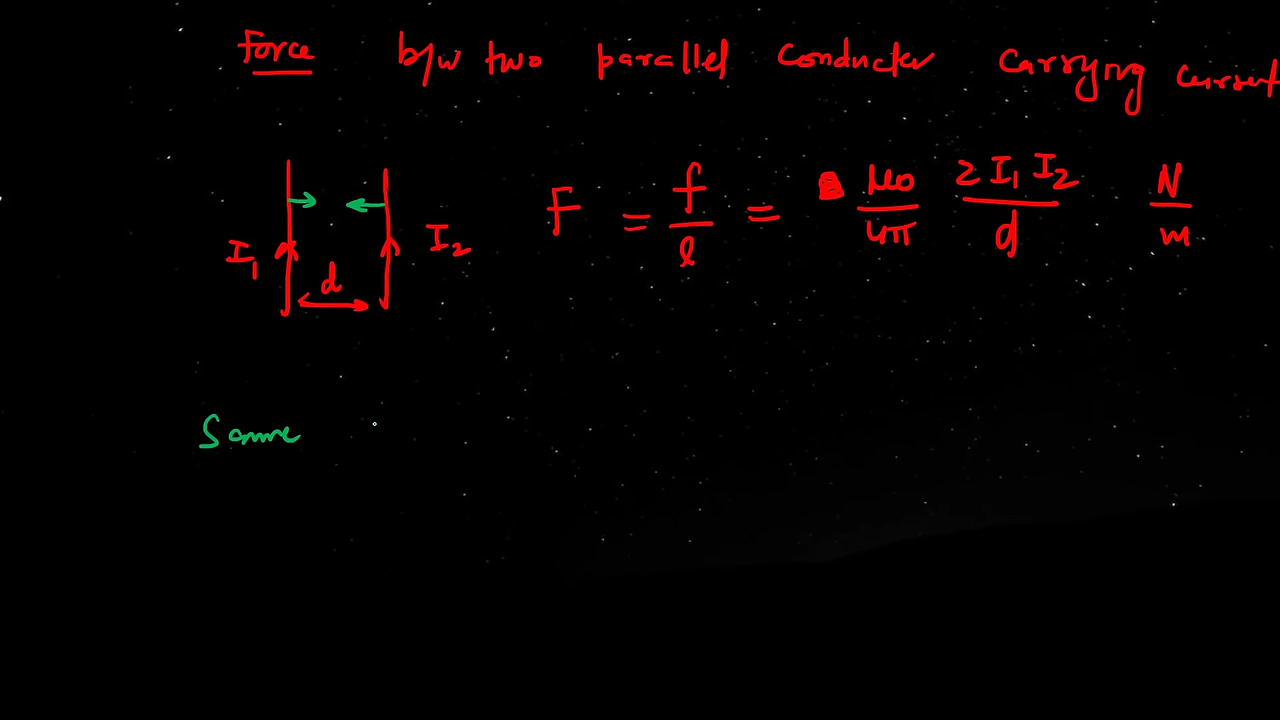 Force b/w two parallel conductor carrying current
I₁ d I₂ F = f/l = μ₀/4π 2I₁I₂/d N/m
Same